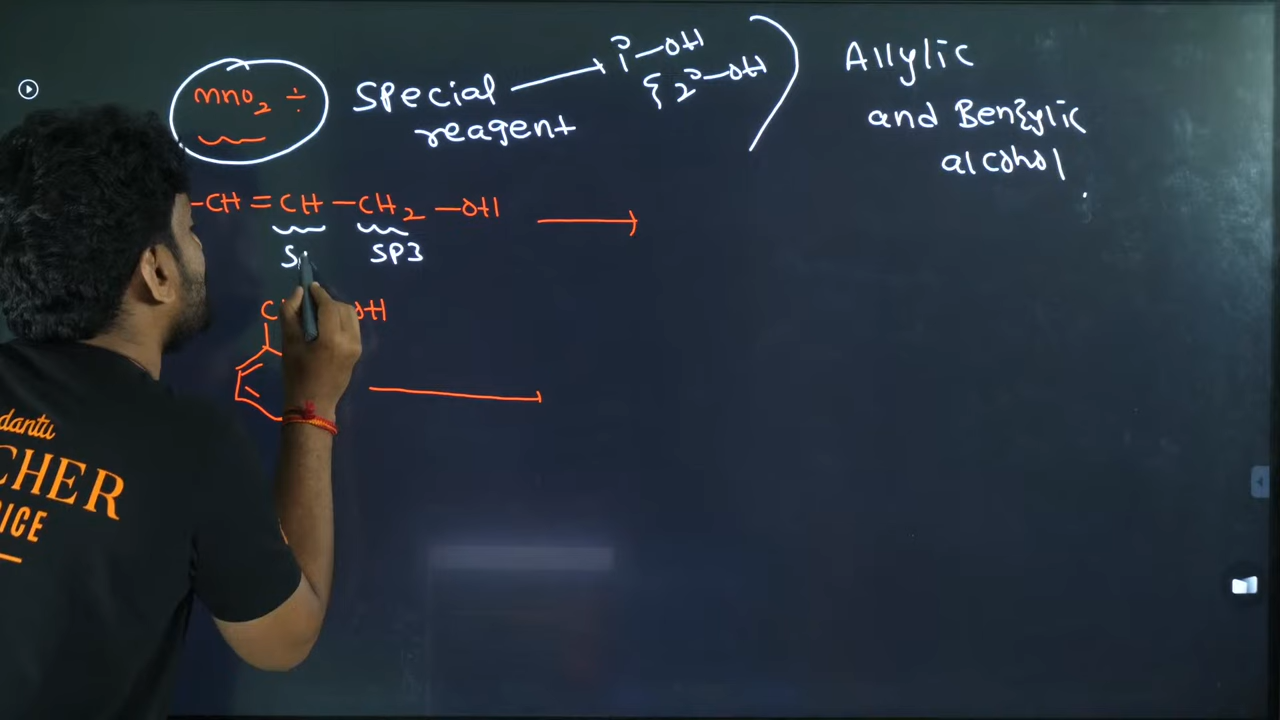 MnO2 ÷ Special 1°-OH
reagent { 2°-OH
Allylic
and Benzylic
alcohol
-CH=CH-CH2-OH
SP3
OH
dantu
CHER
ICE